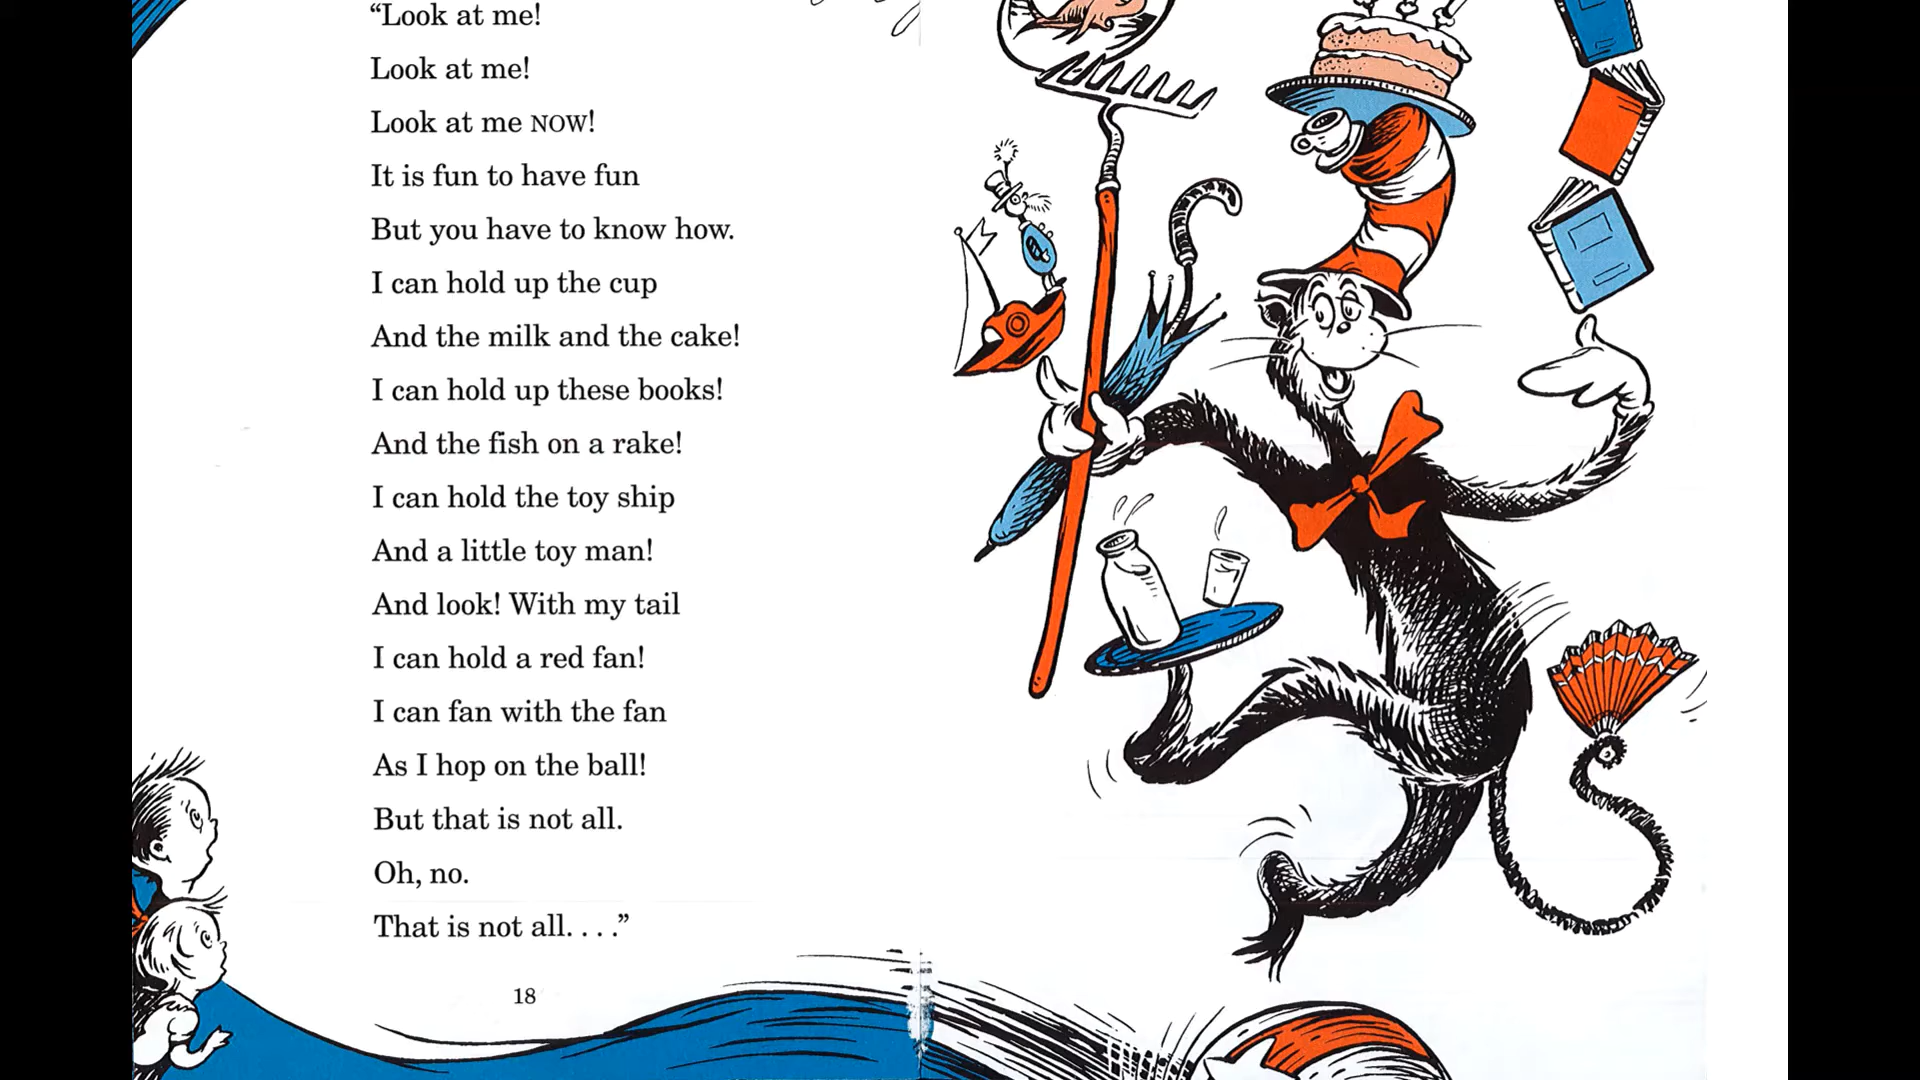 “Look at me!
Look at me!
Look at me NOW!
It is fun to have fun
But you have to know how.
I can hold up the cup
And the milk and the cake!
I can hold up these books!
And the fish on a rake!
I can hold the toy ship
And a little toy man!
And look! With my tail
I can hold a red fan!
I can fan with the fan
As I hop on the ball!
But that is not all.
Oh, no.
That is not all. . . .”
18